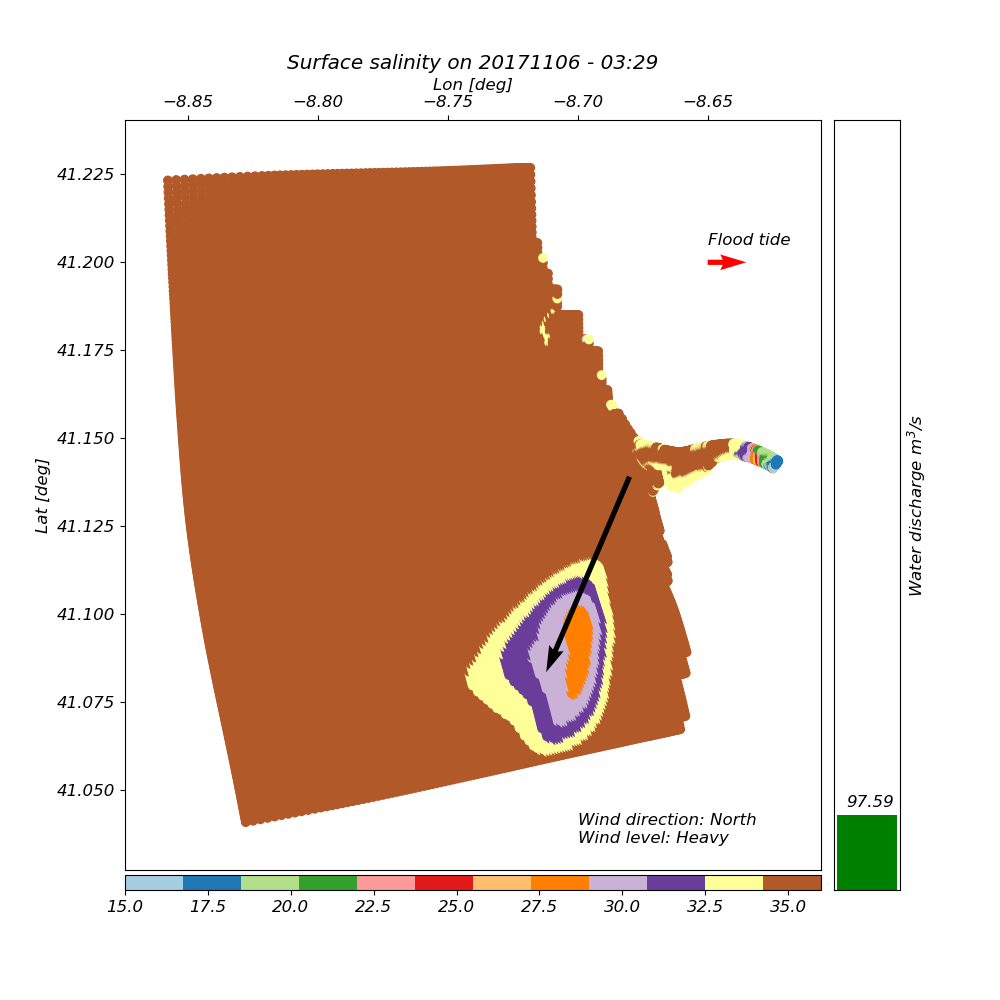 Surface salinity on 20171106 - 03:29
Lon [deg]
−8.85 −8.80 −8.75 −8.70 −8.65
41.225
41.200
41.175
41.150
41.125
41.100
41.075
41.050
Lat [deg]
Flood tide
Wind direction: North
Wind level: Heavy
97.59
Water discharge m³/s
15.0 17.5 20.0 22.5 25.0 27.5 30.0 32.5 35.0